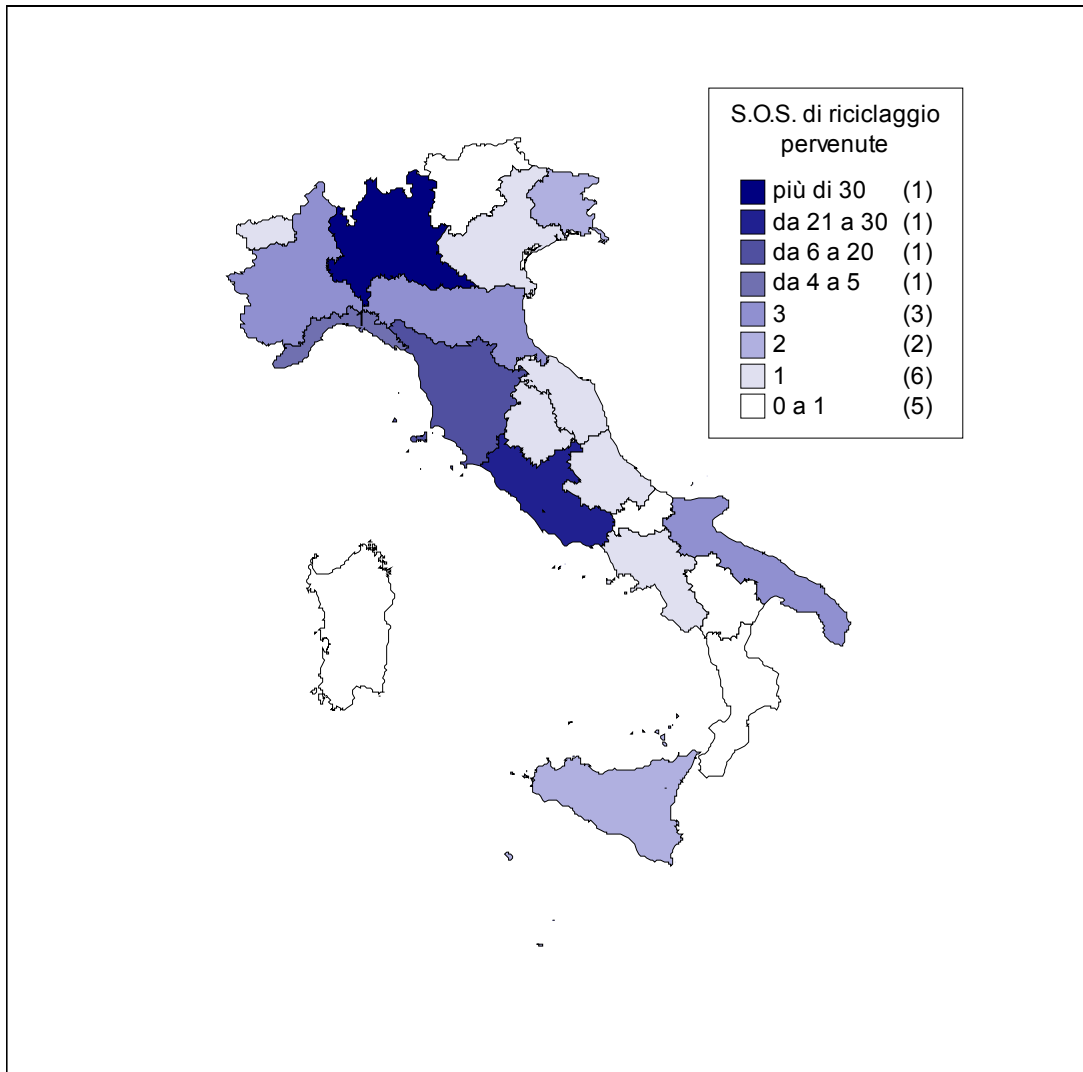 S.O.S. di riciclaggio
pervenute
più di 30 (1)
da 21 a 30 (1)
da 6 a 20 (1)
da 4 a 5 (1)
3 (3)
2 (2)
1 (6)
0 a 1 (5)